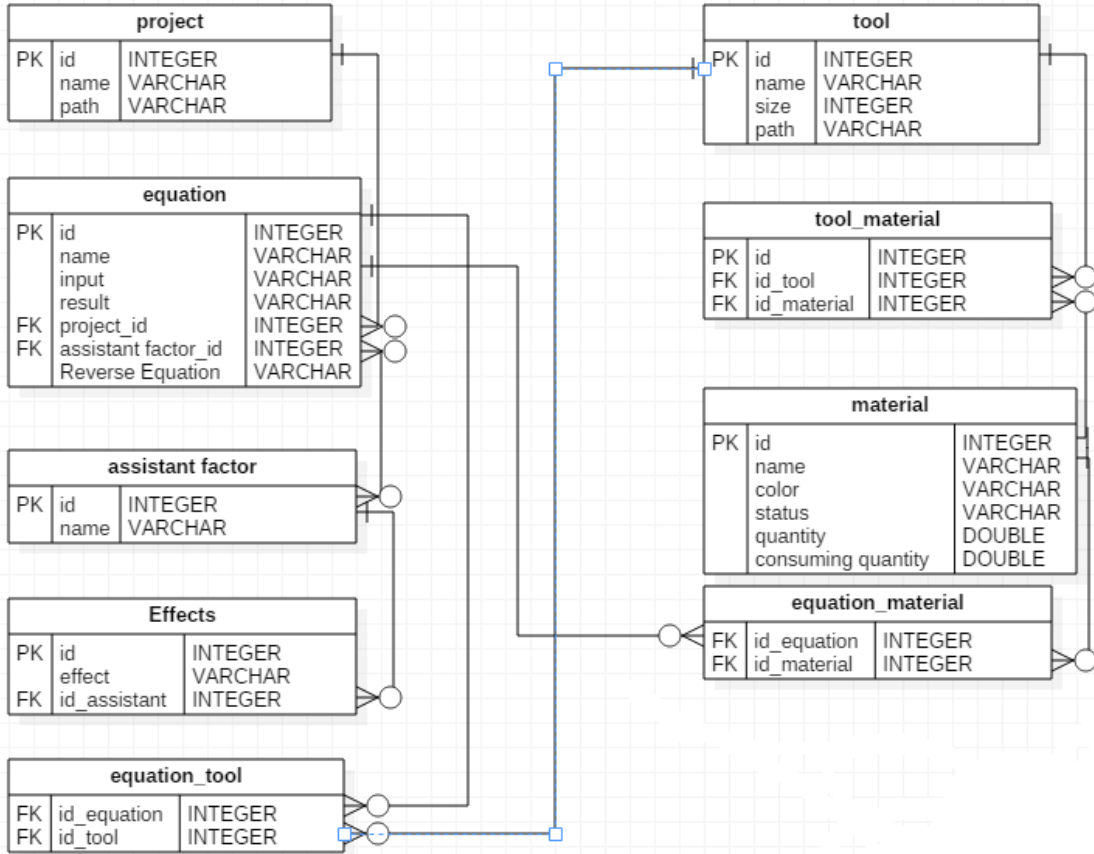 project
PK id INTEGER
name VARCHAR
path VARCHAR
equation
PK id INTEGER
name VARCHAR
input VARCHAR
result VARCHAR
FK project_id INTEGER
FK assistant factor_id INTEGER
Reverse Equation VARCHAR
assistant factor
PK id INTEGER
name VARCHAR
Effects
PK id INTEGER
effect VARCHAR
FK id_assistant INTEGER
equation_tool
FK id_equation INTEGER
FK id_tool INTEGER
tool
PK id INTEGER
name VARCHAR
size INTEGER
path VARCHAR
tool_material
PK id INTEGER
FK id_tool INTEGER
FK id_material INTEGER
material
PK id INTEGER
name VARCHAR
color VARCHAR
status VARCHAR
quantity DOUBLE
consuming quantity DOUBLE
equation_material
FK id_equation INTEGER
FK id_material INTEGER